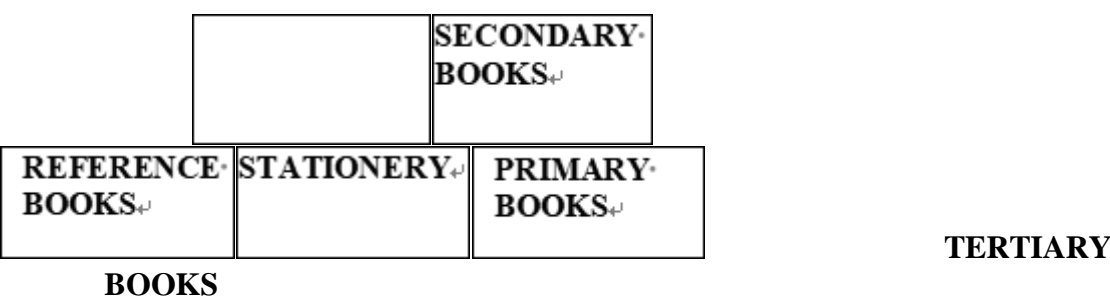 SECONDARY
BOOKS
REFERENCE
BOOKS
STATIONERY
PRIMARY
BOOKS
TERTIARY
BOOKS